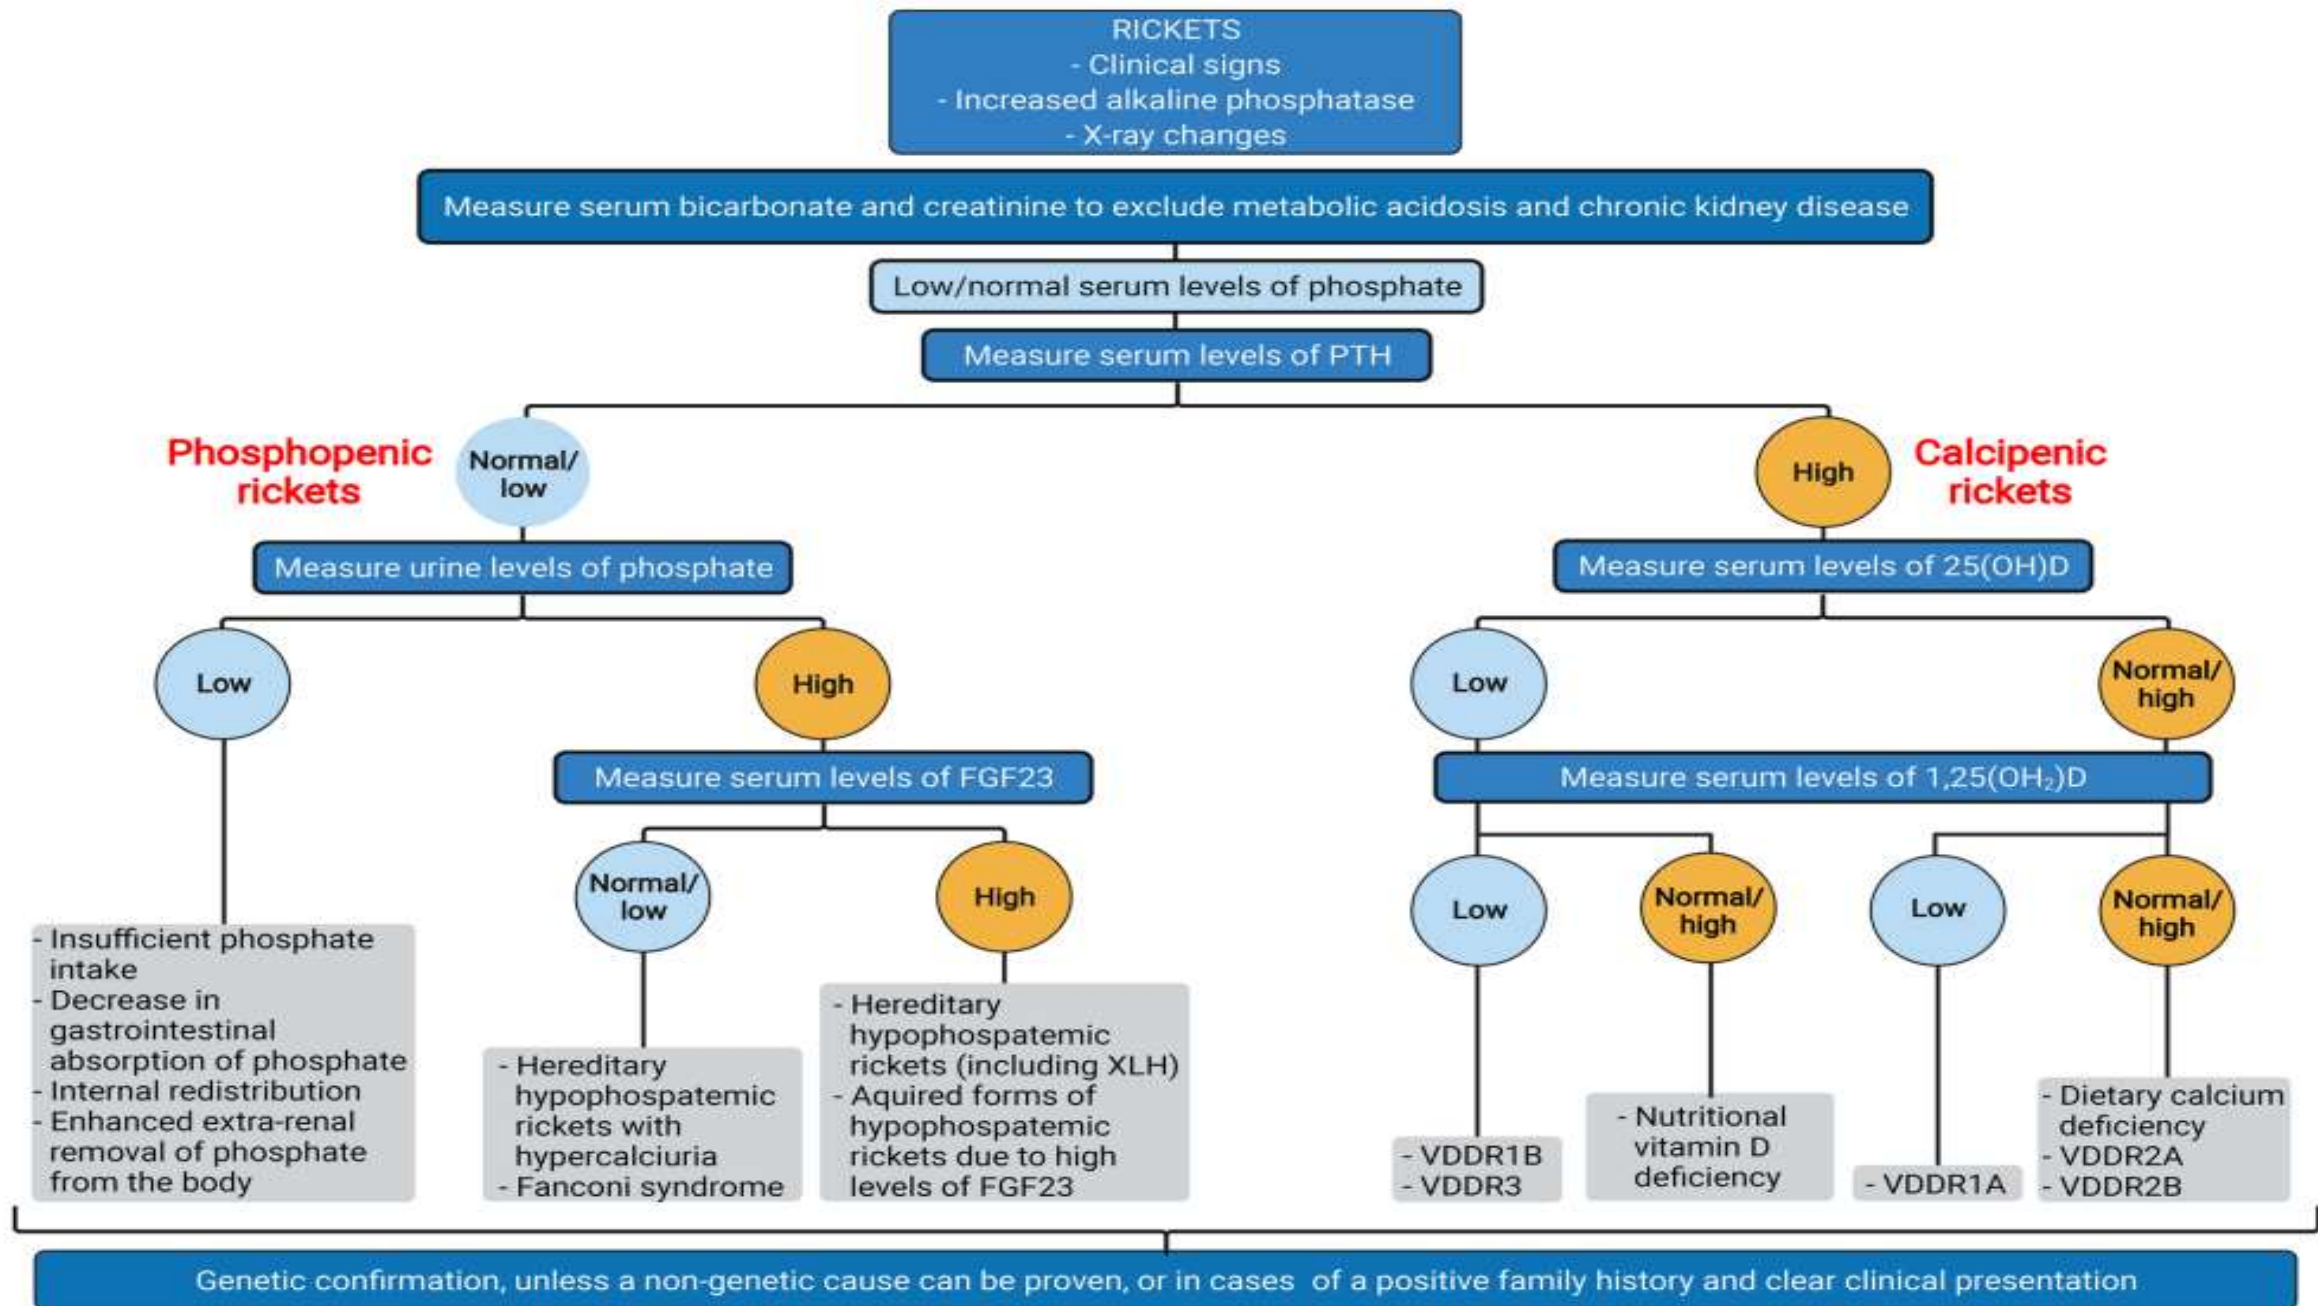 RICKETS
- Clinical signs
- Increased alkaline phosphatase
- X-ray changes
Measure serum bicarbonate and creatinine to exclude metabolic acidosis and chronic kidney disease
Low/normal serum levels of phosphate
Measure serum levels of PTH
Phosphopenic
rickets
Normal/
low
High
Calcipenic
rickets
Measure urine levels of phosphate
Measure serum levels of 25(OH)D
Low
High
Low
Normal/
high
Measure serum levels of FGF23
Measure serum levels of 1,25(OH₂)D
Normal/
low
High
Low
Normal/
high
Low
Normal/
high
- Insufficient phosphate
intake
- Decrease in
gastrointestinal
absorption of phosphate
- Internal redistribution
- Enhanced extra-renal
removal of phosphate
from the body
- Hereditary
hypophospatemic
rickets with
hypercalciuria
- Fanconi syndrome
- Hereditary
hypophospatemic
rickets (including XLH)
- Aquired forms of
hypophospatemic
rickets due to high
levels of FGF23
- VDDR1B
- VDDR3
- Nutritional
vitamin D
deficiency
- VDDR1A
- Dietary calcium
deficiency
- VDDR2A
- VDDR2B
Genetic confirmation, unless a non-genetic cause can be proven, or in cases of a positive family history and clear clinical presentation